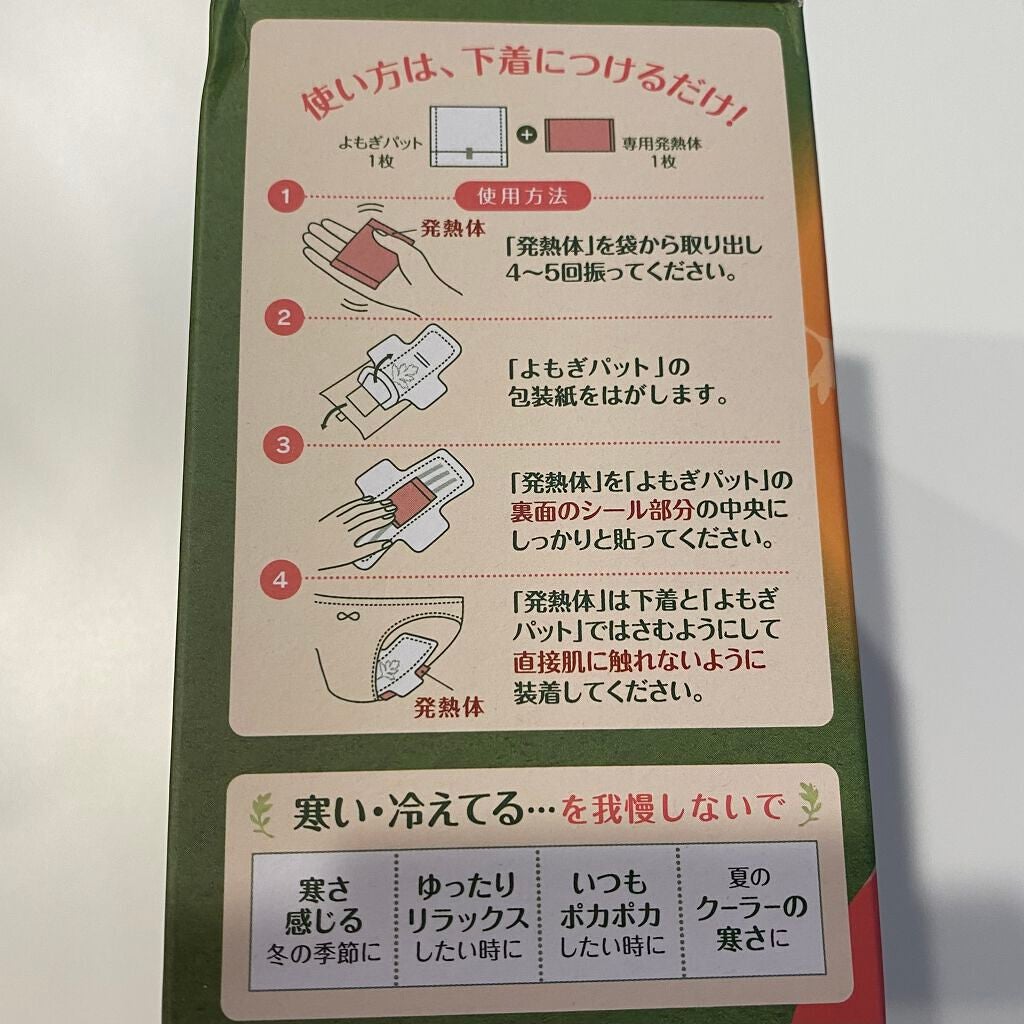 使い方は、下着につけるだけ!
よもぎパット
1枚
+
専用発熱体
1枚
1
使用方法
発熱体
「発熱体」を袋から取り出し
4〜5回振ってください。
2
「よもぎパット」の
包装紙をはがします。
3
「発熱体」を「よもぎパット」の
裏面のシール部分の中央に
しっかりと貼ってください。
4
「発熱体」は下着と「よもぎ
パット」ではさむようにして
直接肌に触れないように
装着してください。
発熱体
寒い・冷えてる…を我慢しないで
寒さ
感じる
冬の季節に
ゆったり
リラックス
したい時に
いつも
ポカポカ
したい時に
夏の
クーラーの
寒さに